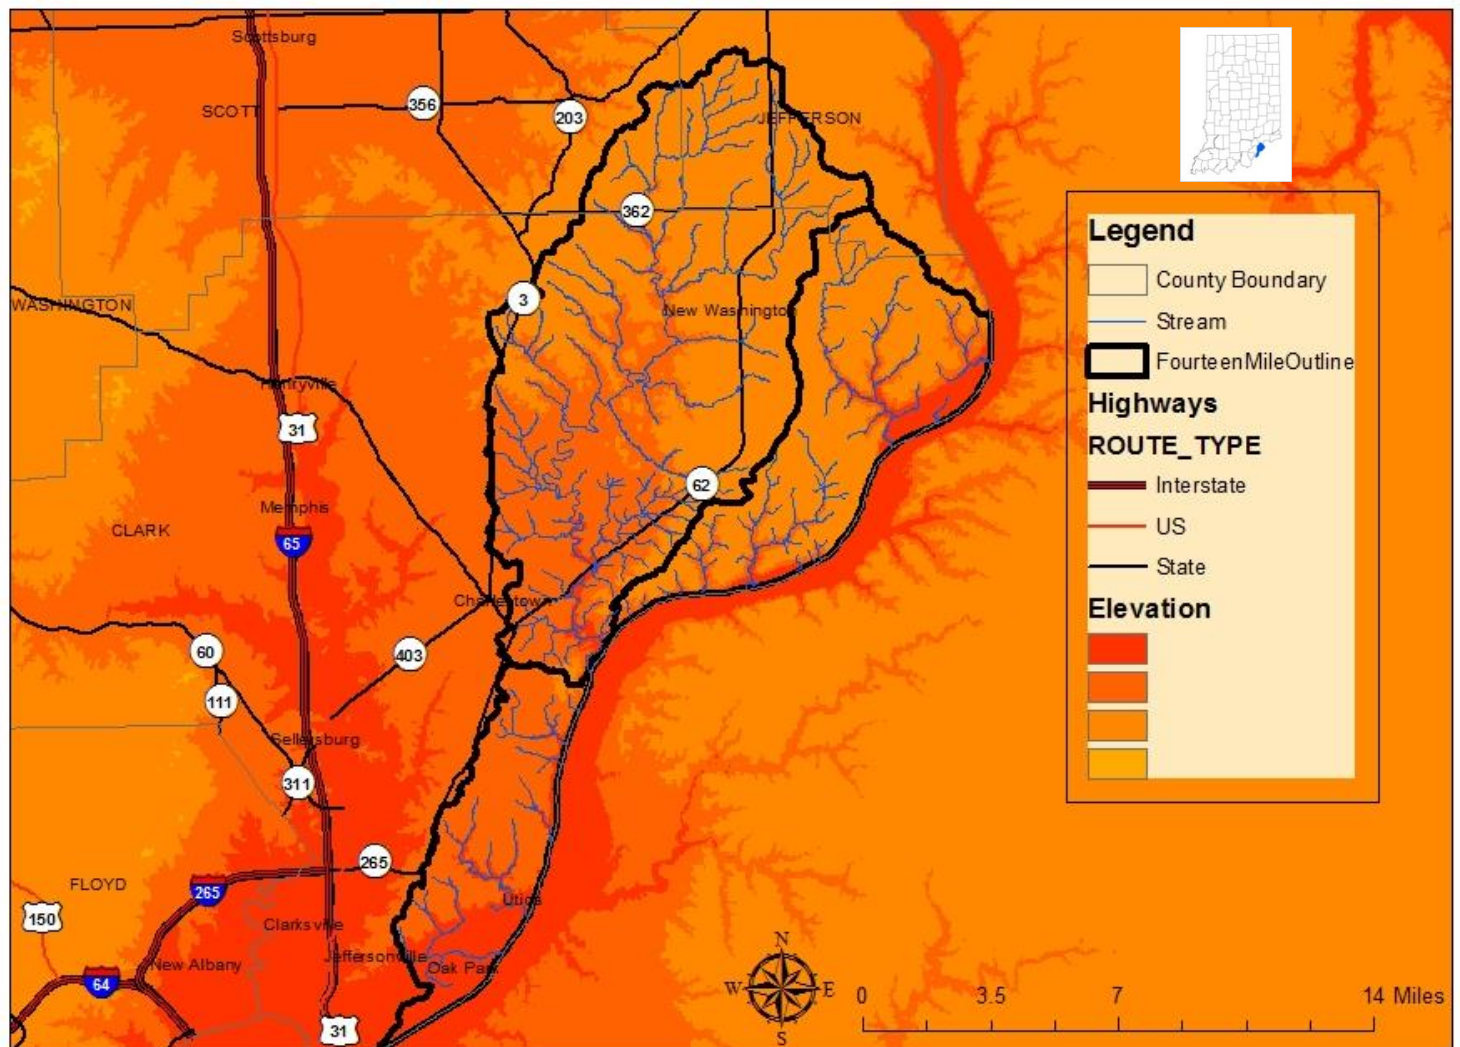 Scottsburg
SCOTT
356
203
JEFFERSON
362
WASHINGTON
3
New Washington
Henryville
31
62
Memphis
CLARK
65
Charlestown
60
403
111
Sellersburg
311
265
FLOYD
265
150
Utica
Clarksville
New Albany
Jeffersonville
Oak Park
64
31
Legend
County Boundary
Stream
FourteenMileOutline
Highways
ROUTE_TYPE
Interstate
US
State
Elevation
N
W E
S
0 3.5 7 14 Miles